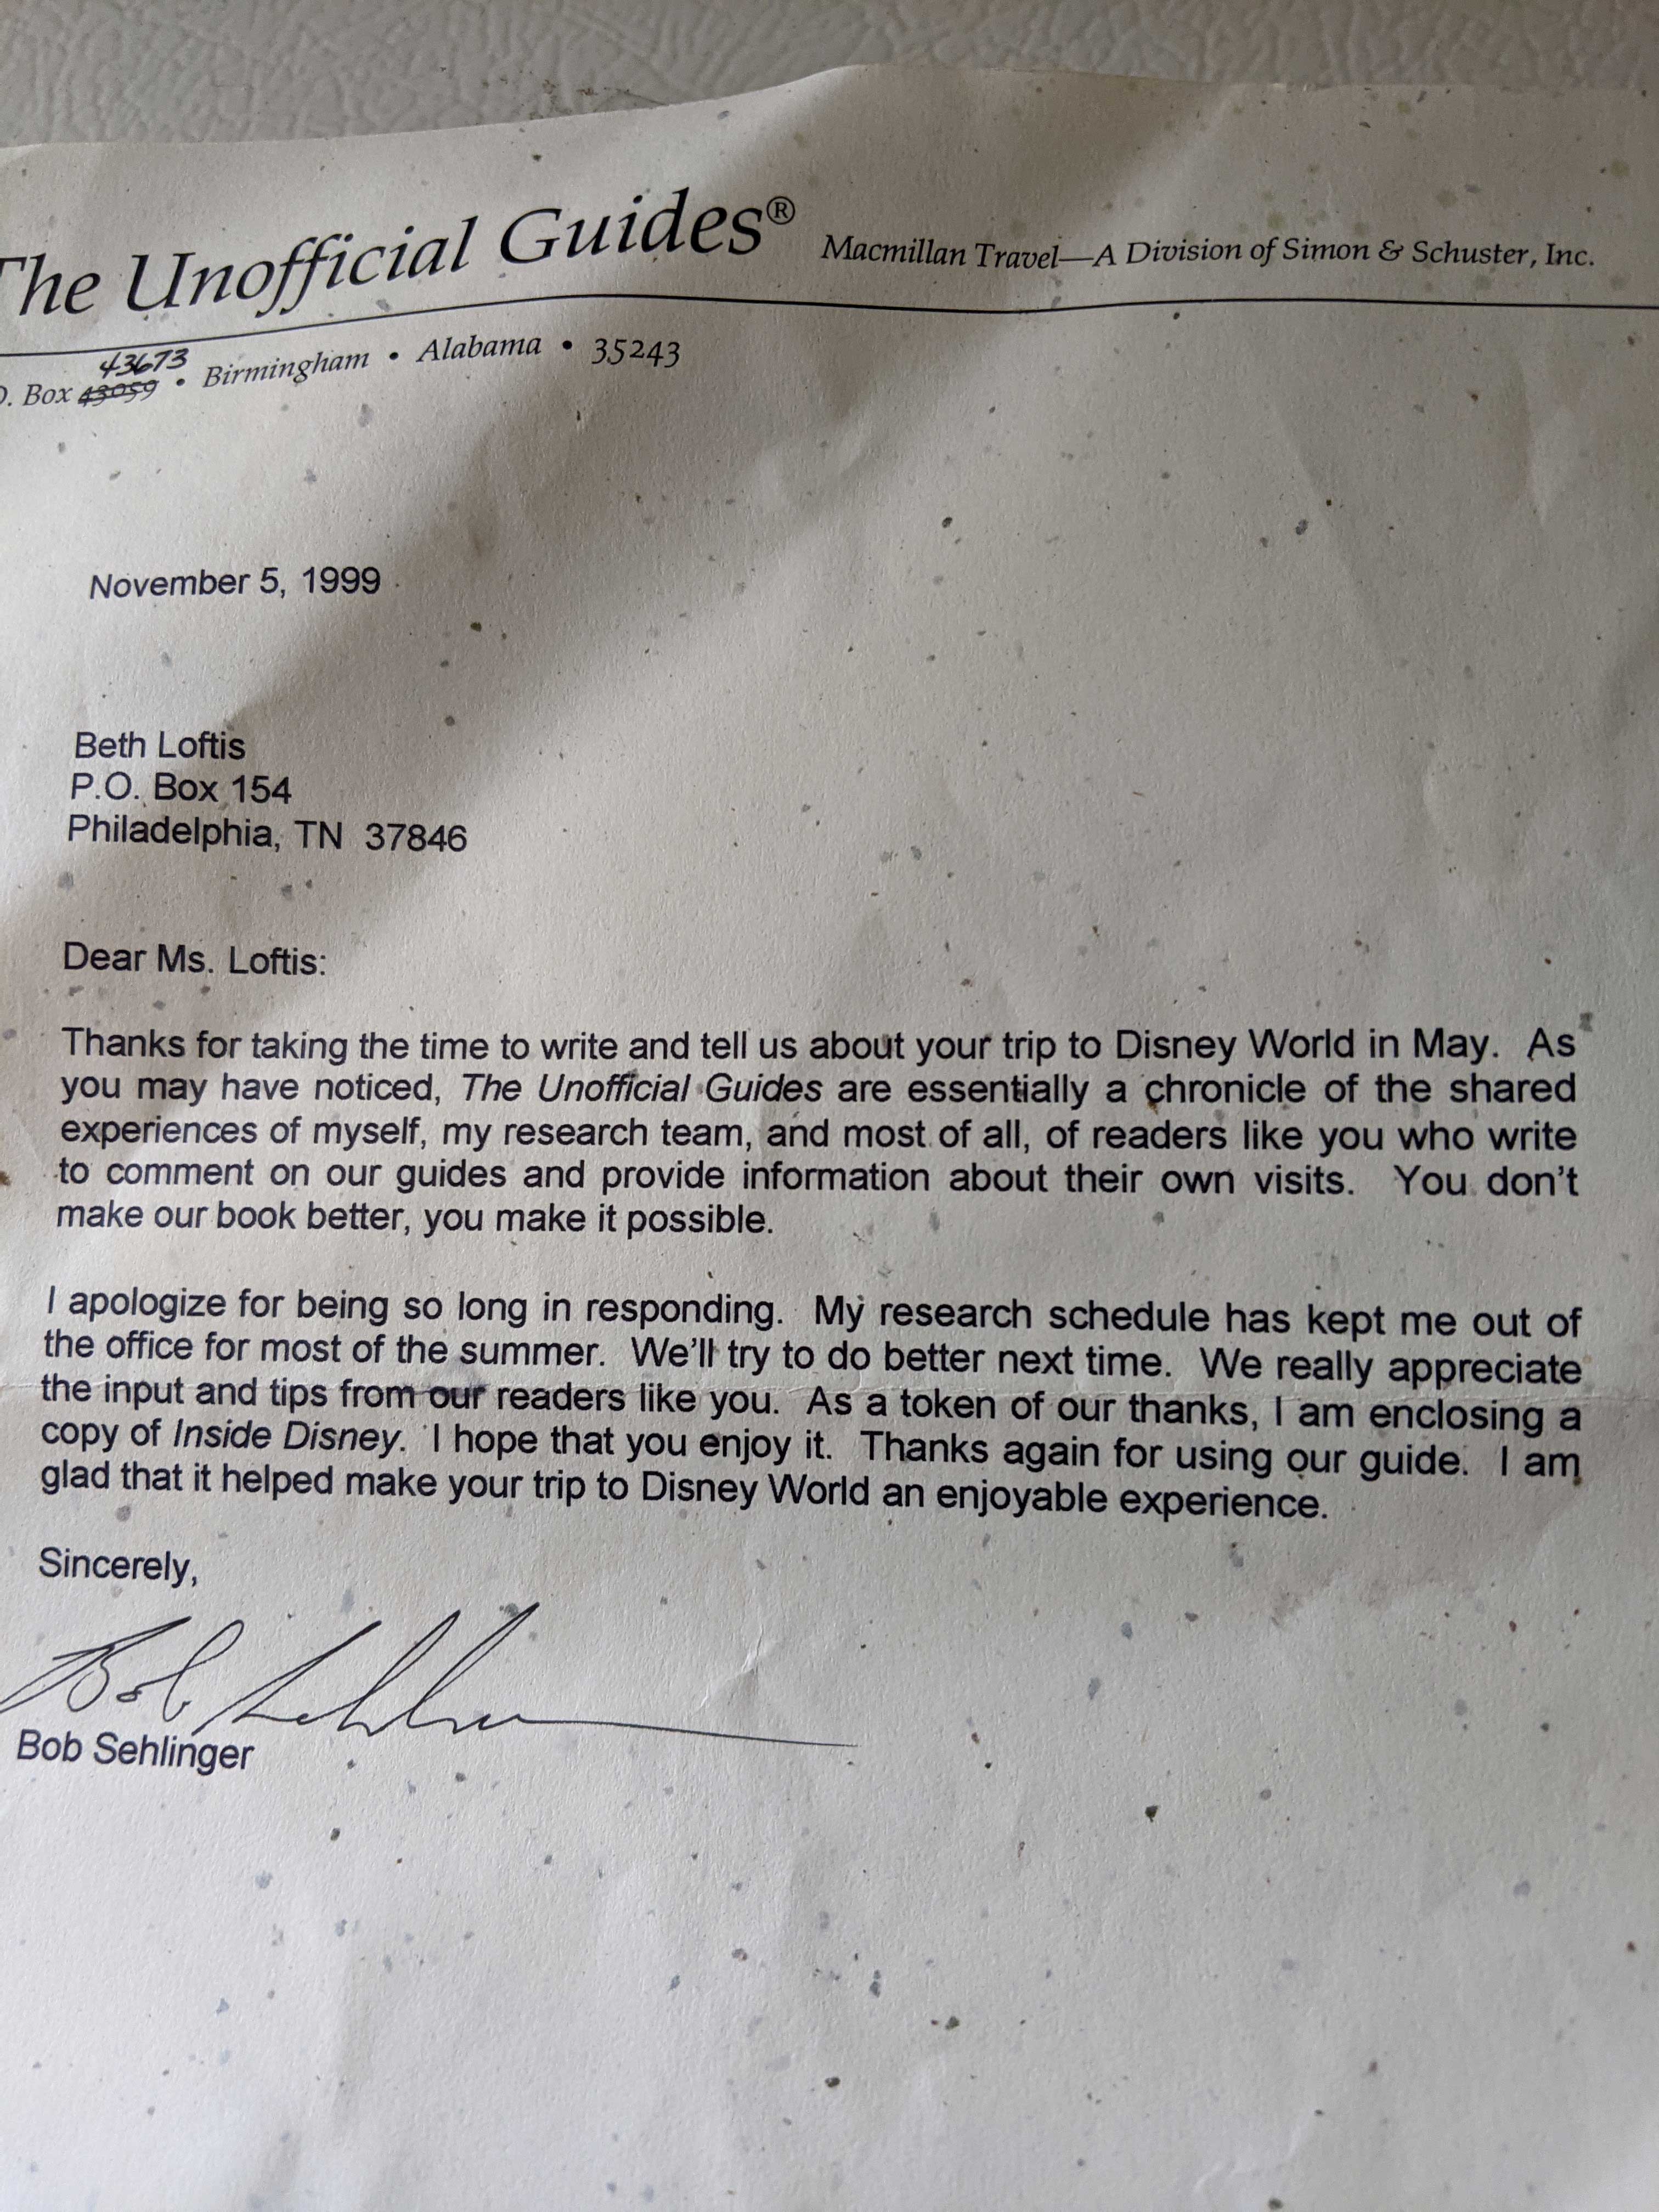 The Unofficial Guides® Macmillan Travel—A Division of Simon & Schuster, Inc.
43673
O. Box 43059 • Birmingham • Alabama • 35243
November 5, 1999
Beth Loftis
P.O. Box 154
Philadelphia, TN 37846
Dear Ms. Loftis:
Thanks for taking the time to write and tell us about your trip to Disney World in May. As
you may have noticed, The Unofficial Guides are essentially a chronicle of the shared
experiences of myself, my research team, and most of all, of readers like you who write
to comment on our guides and provide information about their own visits. You don't
make our book better, you make it possible.
I apologize for being so long in responding. My research schedule has kept me out of
the office for most of the summer. We'll try to do better next time. We really appreciate
the input and tips from our readers like you. As a token of our thanks, I am enclosing a
copy of Inside Disney. I hope that you enjoy it. Thanks again for using our guide. I am
glad that it helped make your trip to Disney World an enjoyable experience.
Sincerely,
Bob Sehlinger
Bob Sehlinger